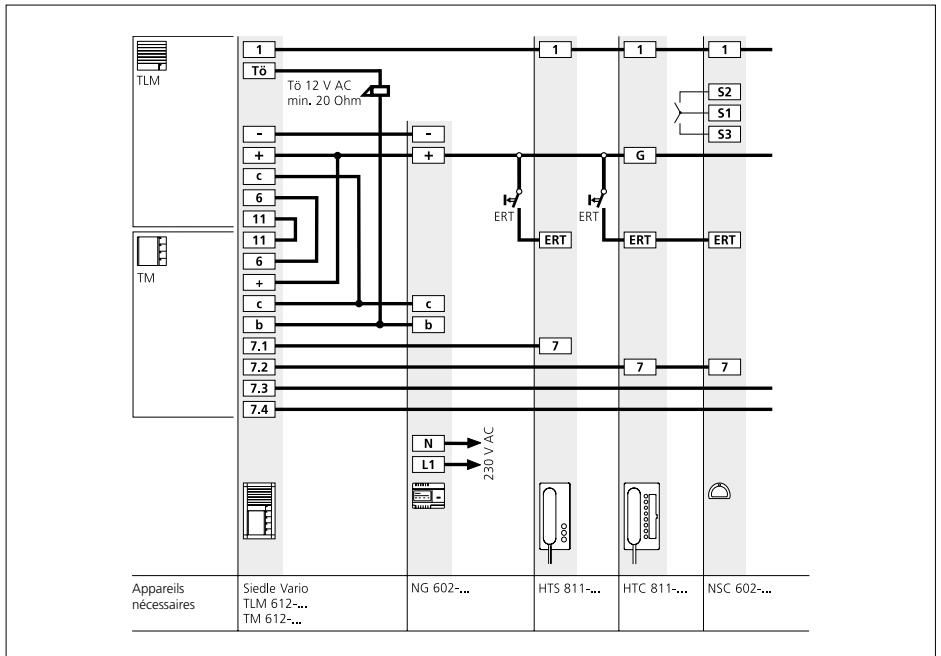 TLM
1
1
1
1
Tö
Tö 12 V AC
min. 20 Ohm
S2
S1
S3
-
-
+
+
G
c
6
11
ERT
ERT
11
ERT
ERT
ERT
TM
6
+
c
c
b
b
7.1
7
7.2
7
7
7.3
7.4
N
L1
230 V AC
Appareils
nécessaires
Siedle Vario
TLM 612-...
TM 612-...
NG 602-...
HTS 811-...
HTC 811-...
NSC 602-...